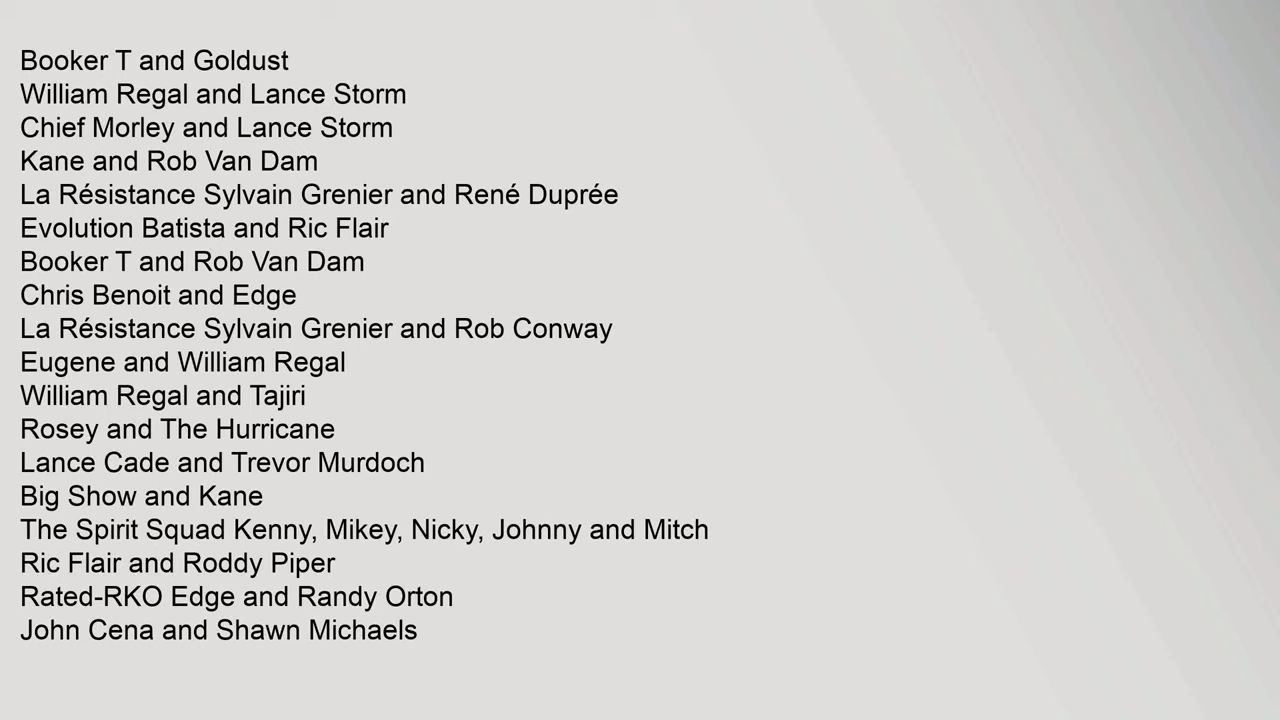 Booker T and Goldust
William Regal and Lance Storm
Chief Morley and Lance Storm
Kane and Rob Van Dam
La Résistance Sylvain Grenier and René Duprée
Evolution Batista and Ric Flair
Booker T and Rob Van Dam
Chris Benoit and Edge
La Résistance Sylvain Grenier and Rob Conway
Eugene and William Regal
William Regal and Tajiri
Rosey and The Hurricane
Lance Cade and Trevor Murdoch
Big Show and Kane
The Spirit Squad Kenny, Mikey, Nicky, Johnny and Mitch
Ric Flair and Roddy Piper
Rated-RKO Edge and Randy Orton
John Cena and Shawn Michaels